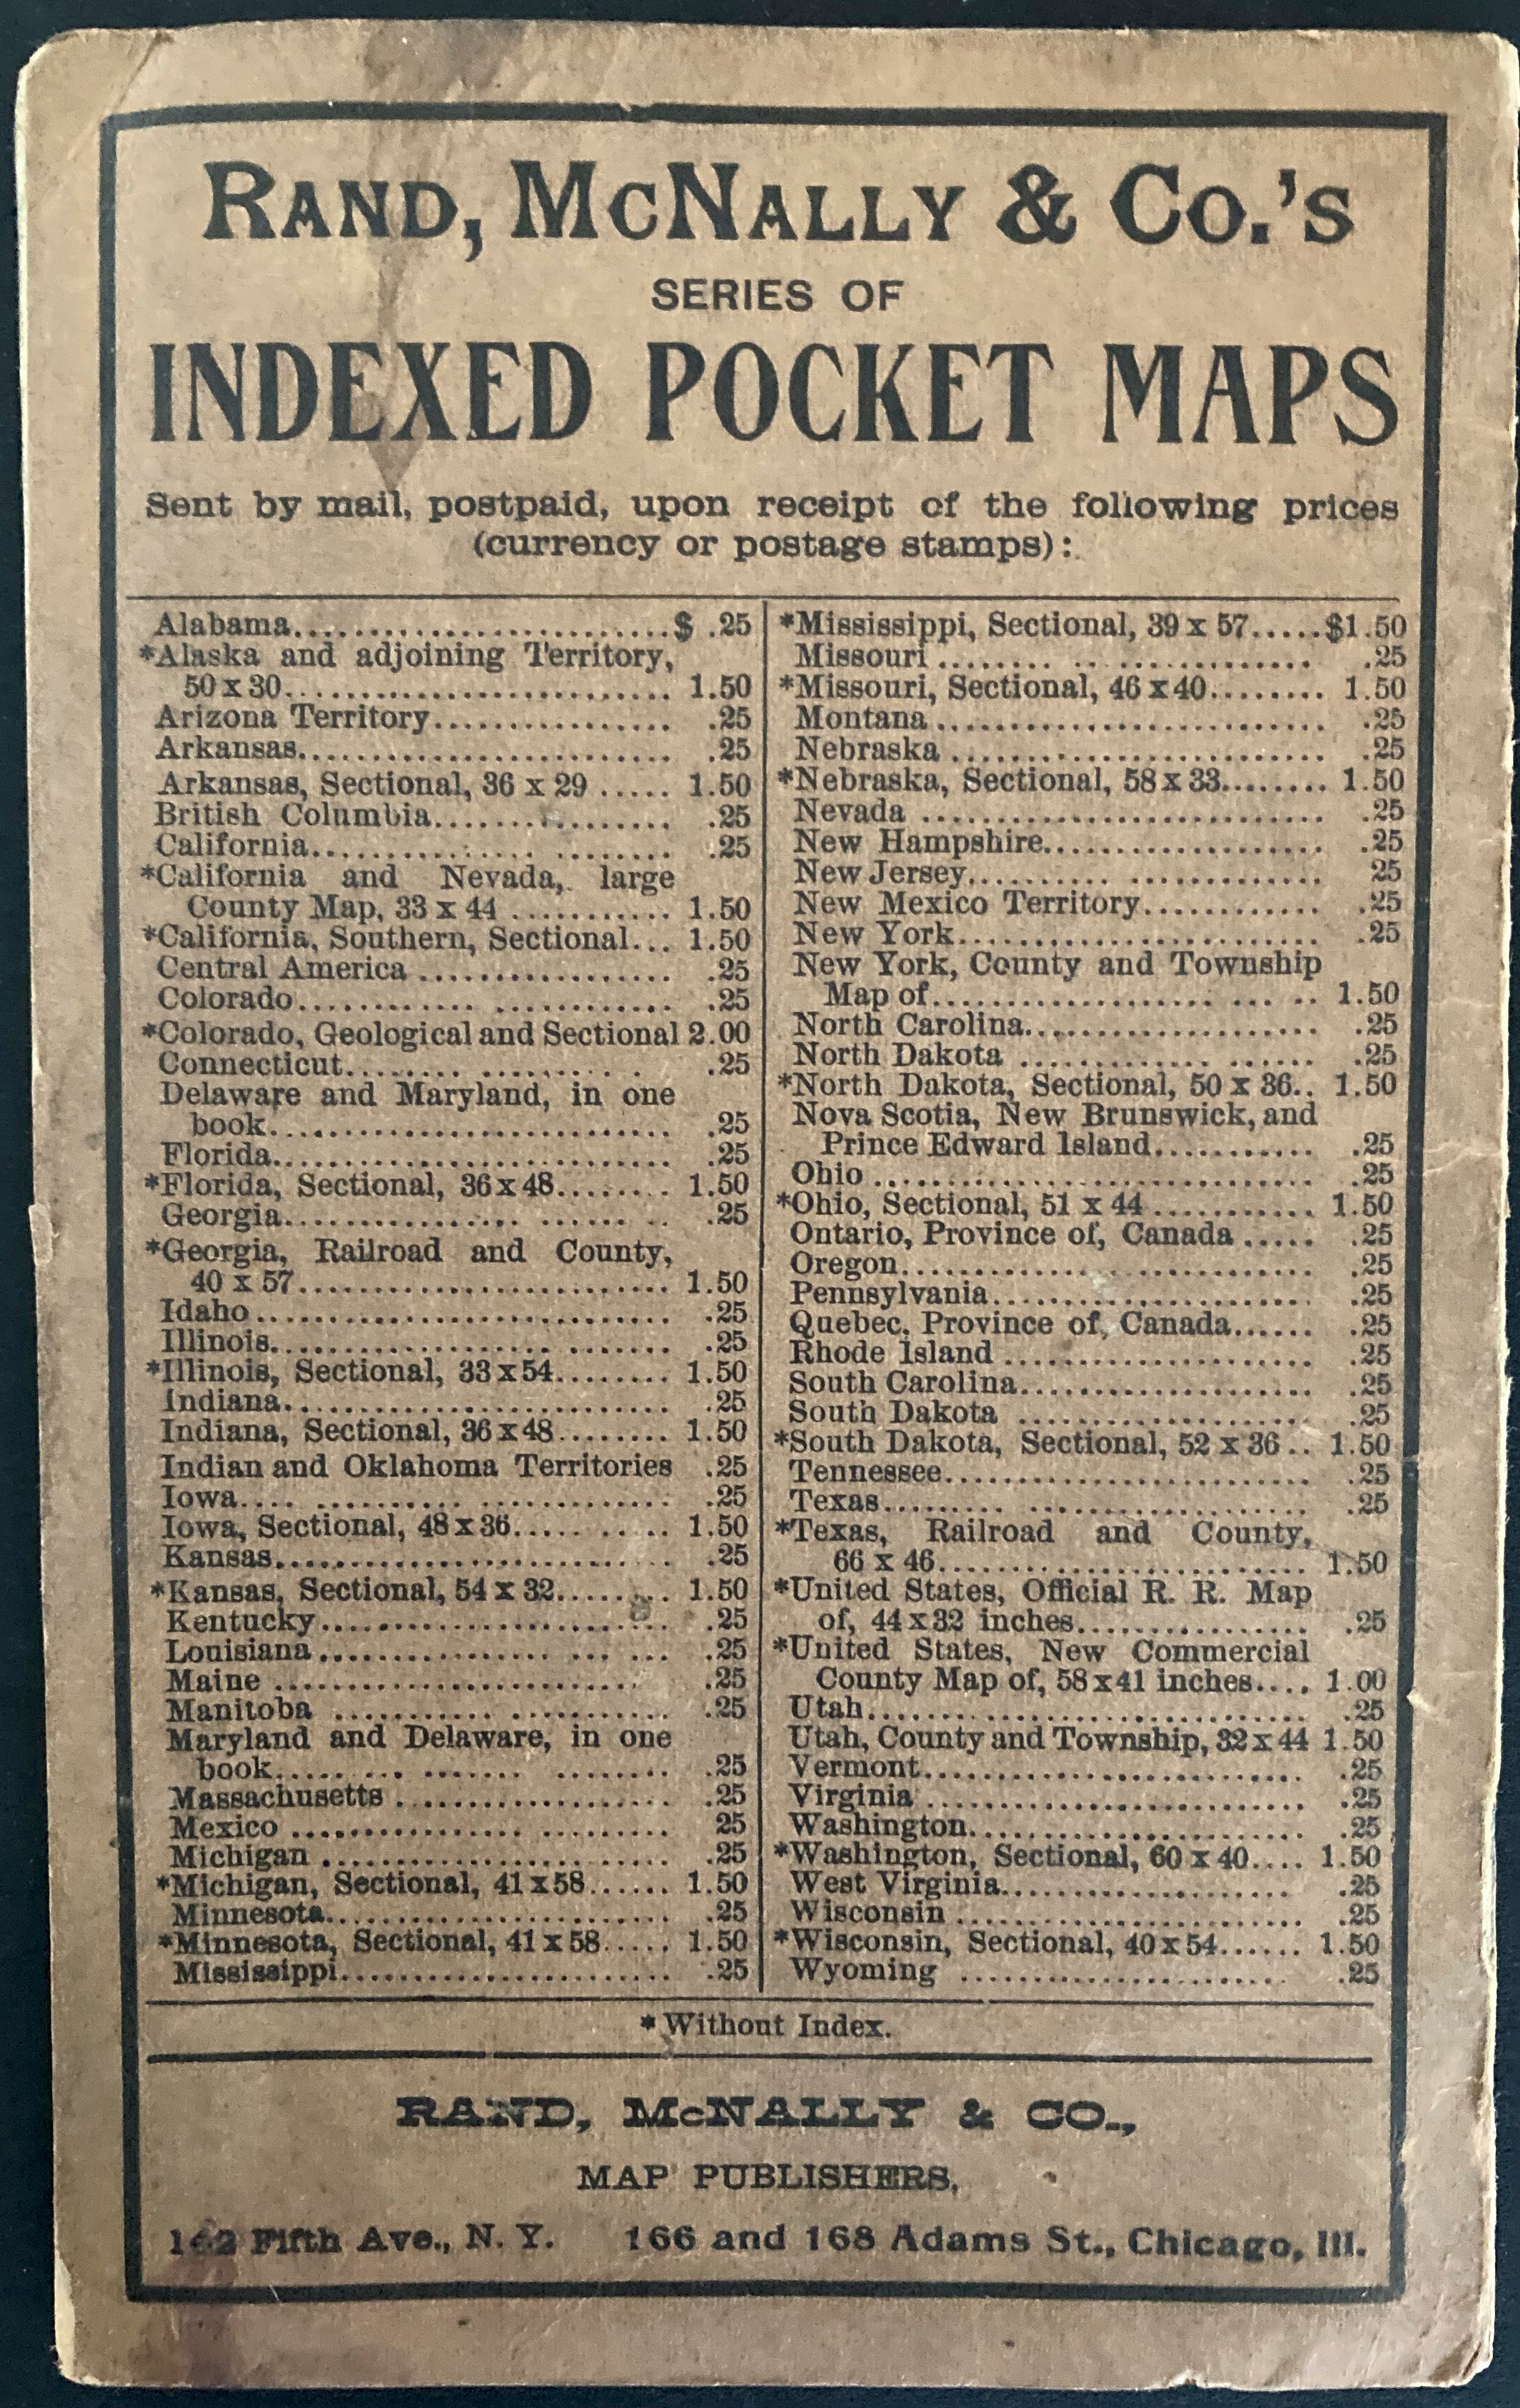 RAND, MCNALLY & CO.'S
SERIES OF
INDEXED POCKET MAPS
Sent by mail, postpaid, upon receipt of the following prices
(currency or postage stamps):
Alabama..........................$ .25
*Alaska and adjoining Territory,
50 x 30.......................... 1.50
Arizona Territory................ .25
Arkansas......................... .25
Arkansas, Sectional, 36 x 29 ..... 1.50
British Columbia................ .25
California....................... .25
*California and Nevada, large
County Map, 33 x 44 ........... 1.50
*California, Southern, Sectional... 1.50
Central America ................. .25
Colorado......................... .25
*Colorado, Geological and Sectional 2.00
Connecticut...................... .25
Delaware and Maryland, in one
book............................. .25
Florida.......................... .25
*Florida, Sectional, 36 x 48........ 1.50
Georgia.......................... .25
*Georgia, Railroad and County,
40 x 57.......................... 1.50
Idaho ............................ .25
Illinois........................... .25
*Illinois, Sectional, 33 x 54........ 1.50
Indiana.......................... .25
Indiana, Sectional, 36 x 48........ 1.50
Indian and Oklahoma Territories .25
Iowa.............................. .25
Iowa, Sectional, 48 x 36.......... 1.50
Kansas........................... .25
*Kansas, Sectional, 54 x 32........ 1.50
Kentucky........................ .25
Louisiana ........................ .25
Maine ........................... .25
Manitoba ........................ .25
Maryland and Delaware, in one
book............................. .25
Massachusetts ................... .25
Mexico .......................... 25
Michigan ........................ .25
*Michigan, Sectional, 41 x 58...... 1.50
Minnesota........................ .25
*Minnesota, Sectional, 41 x 58..... 1.50
Mississippi....................... .25
*Mississippi, Sectional, 39 x 57.....$1.50
Missouri ......................... .25
*Missouri, Sectional, 46 x 40........ 1.50
Montana ......................... .25
Nebraska ........................ .25
*Nebraska, Sectional, 58 x 33........ 1.50
Nevada .......................... .25
New Hampshire.................. .25
New Jersey...................... 25
New Mexico Territory............ .25
New York....................... .25
New York, County and Township
Map of.......................... 1.50
North Carolina................... .25
North Dakota .................... .25
*North Dakota, Sectional, 50 x 36.. 1.50
Nova Scotia, New Brunswick, and
Prince Edward Island........... .25
Ohio ............................. .25
*Ohio, Sectional, 51 x 44 ........... 1.50
Ontario, Province of, Canada ..... .25
Oregon........................... .25
Pennsylvania..................... .25
Quebec, Province of, Canada...... .25
Rhode Island .................... .25
South Carolina................... .25
South Dakota ................... .25
*South Dakota, Sectional, 52 x 36.. 1.50
Tennessee........................ .25
Texas............................ .25
*Texas, Railroad and County,
66 x 46.......................... 1.50
*United States, Official R. R. Map
of, 44 x 32 inches................ .25
*United States, New Commercial
County Map of, 58 x 41 inches.... 1.00
Utah............................. .25
Utah, County and Township, 32 x 44 1.50
Vermont.......................... .25
Virginia ......................... .25
Washington...................... .25
*Washington, Sectional, 60 x 40.... 1.50
West Virginia.................... .25
Wisconsin ....................... .25
*Wisconsin, Sectional, 40 x 54...... 1.50
Wyoming ....................... .25
* Without Index.
RAND, McNALLY & CO.,
MAP PUBLISHERS,
Fifth Ave., N. Y. 166 and 168 Adams St., Chicago, Ill.